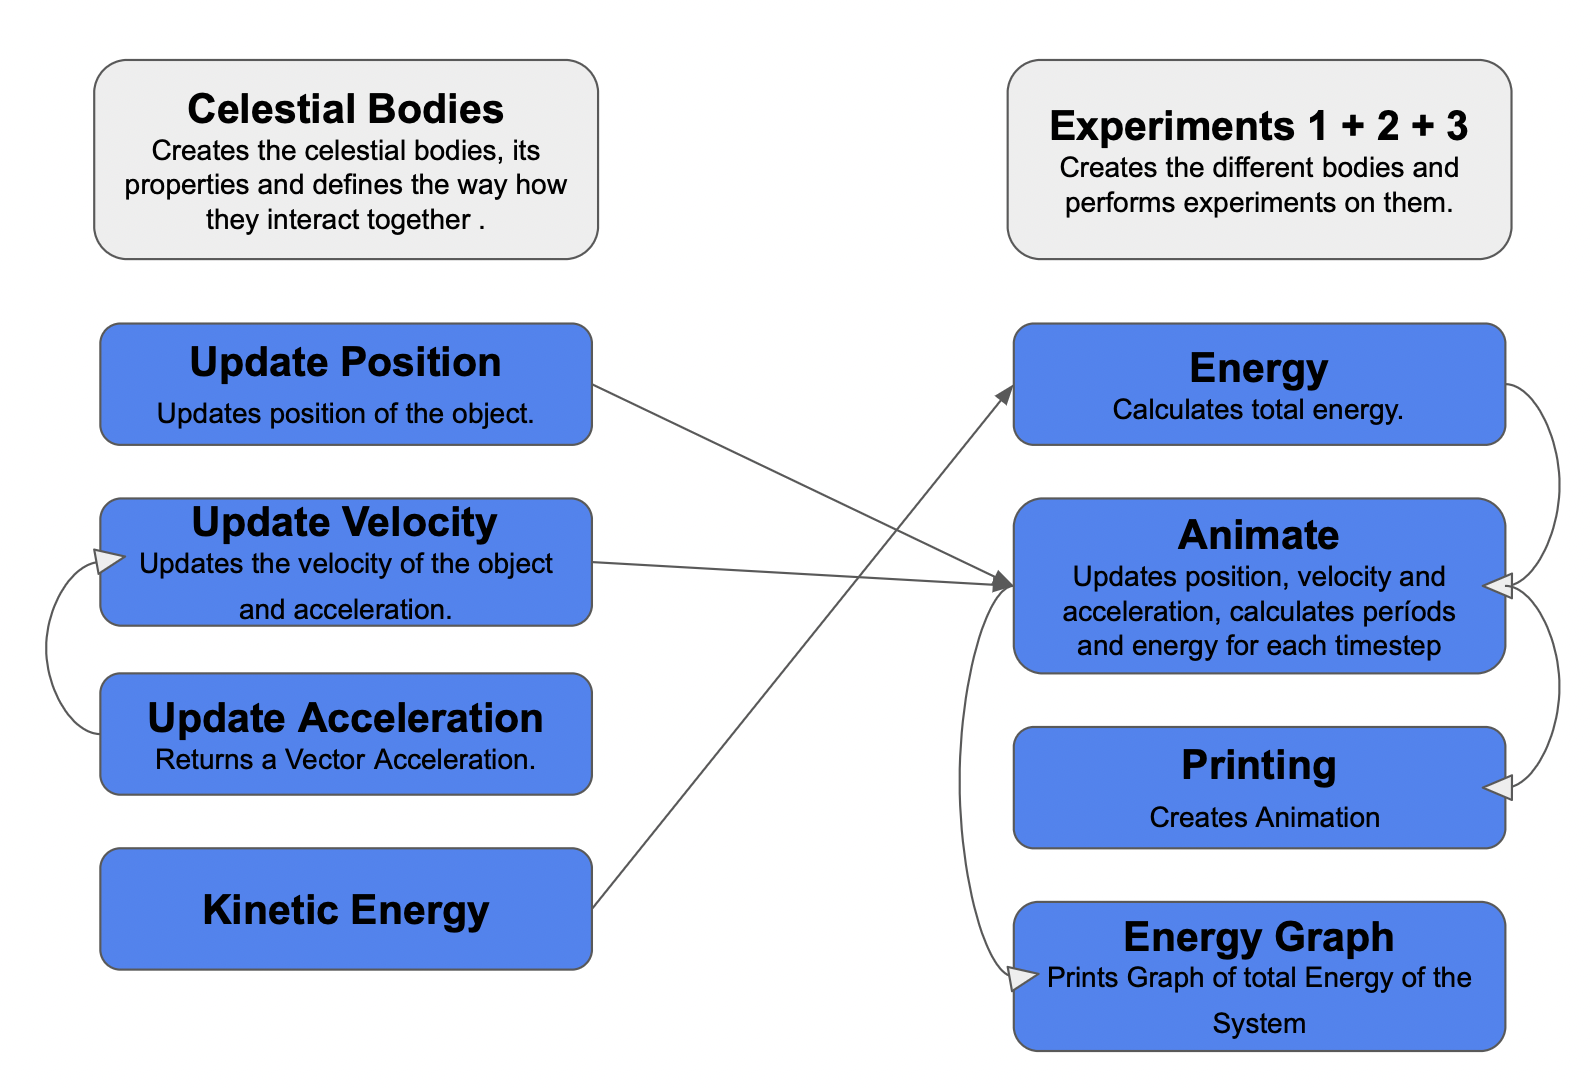 Celestial Bodies
Creates the celestial bodies, its
properties and defines the way how
they interact together .
Update Position
Updates position of the object.
Update Velocity
Updates the velocity of the object
and acceleration.
Update Acceleration
Returns a Vector Acceleration.
Kinetic Energy
Experiments 1 + 2 + 3
Creates the different bodies and
performs experiments on them.
Energy
Calculates total energy.
Animate
Updates position, velocity and
acceleration, calculates períods
and energy for each timestep
Printing
Creates Animation
Energy Graph
Prints Graph of total Energy of the
System